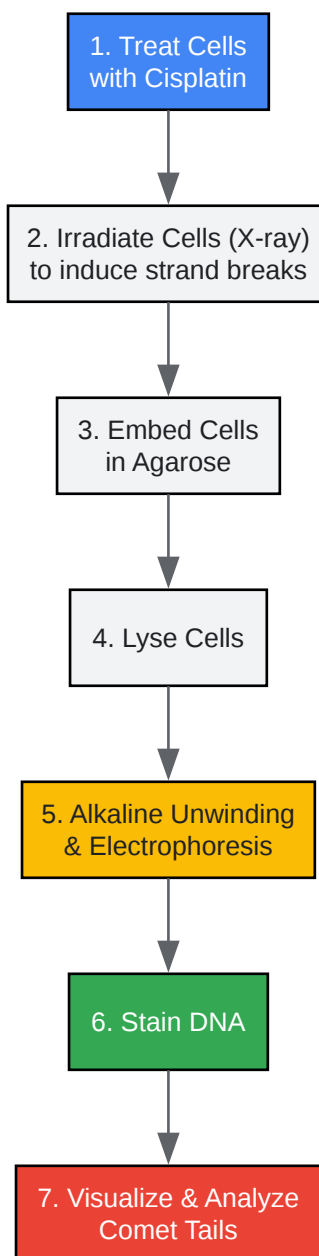 1. Treat Cells
with Cisplatin
2. Irradiate Cells (X-ray)
to induce strand breaks
3. Embed Cells
in Agarose
4. Lyse Cells
5. Alkaline Unwinding
& Electrophoresis
6. Stain DNA
7. Visualize & Analyze
Comet Tails